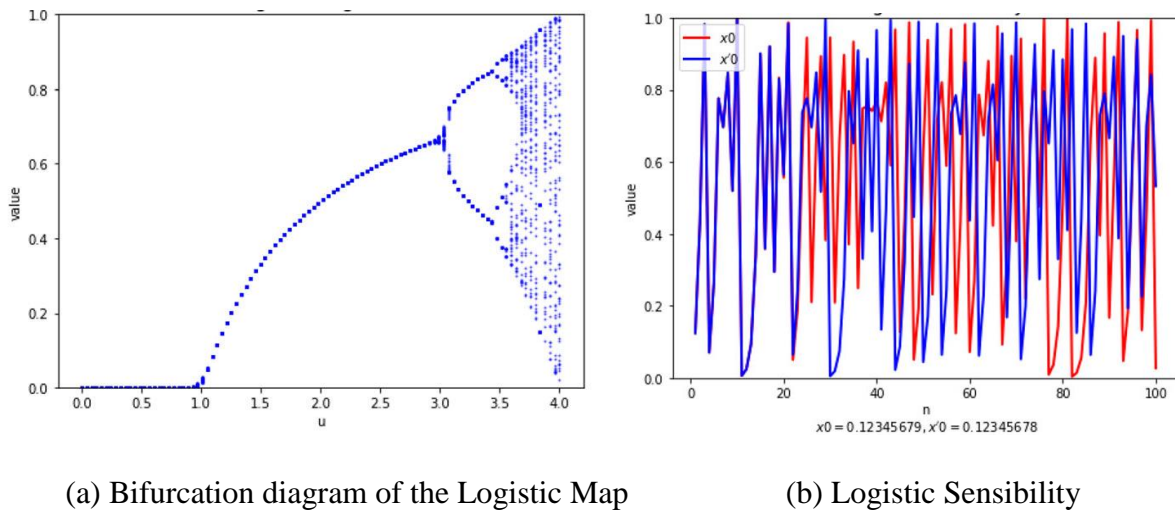 1.0
0.8
0.6
0.4
0.2
0.0
value
0.0 0.5 1.0 1.5 2.0 2.5 3.0 3.5 4.0
u
1.0
0.8
0.6
0.4
0.2
0.0
value
x0
x'0
0 20 40 60 80 100
n
x0 = 0.12345679, x'0 = 0.12345678
(a) Bifurcation diagram of the Logistic Map
(b) Logistic Sensibility